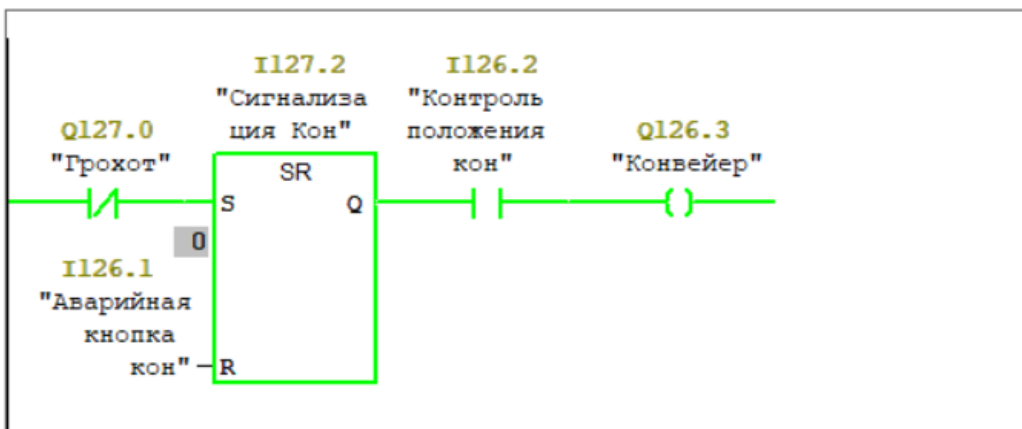 I127.2
"Сигнализа
ция Кон"
I126.2
"Контроль
положения
кон"
Q127.0
"Грохот"
Q126.3
"Конвейер"
SR
S
Q
0
I126.1
"Аварийная
кнопка
кон"
R